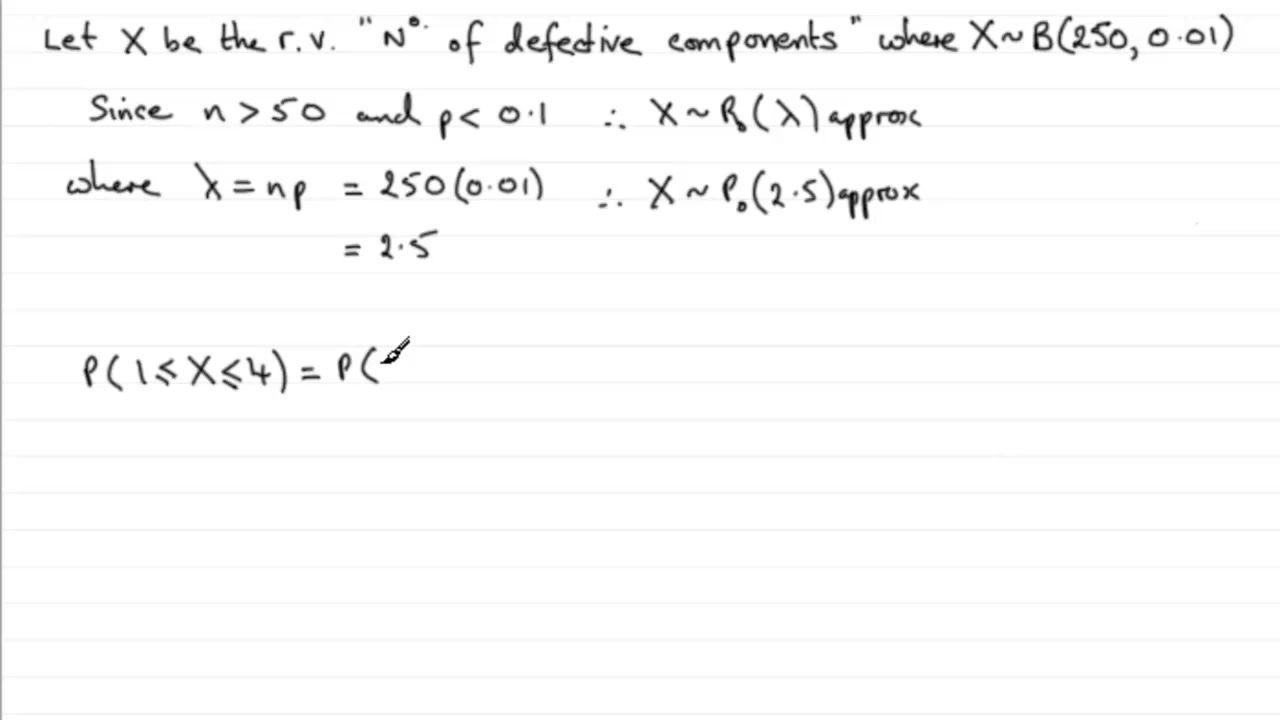 Let X be the r.v. "Nº. of defective components" where X~B(250, 0·01)
Since n > 50 and p < 0·1 ∴ X ~ Po(λ) approx
where λ = np = 250(0·01) ∴ X ~ Po(2·5) approx
= 2·5
P(1 ⩽ X ⩽ 4) = P(